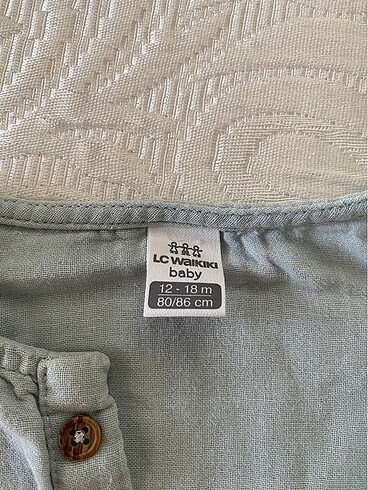 LC WAIKIKI
baby
12 - 18 m
80/86 cm